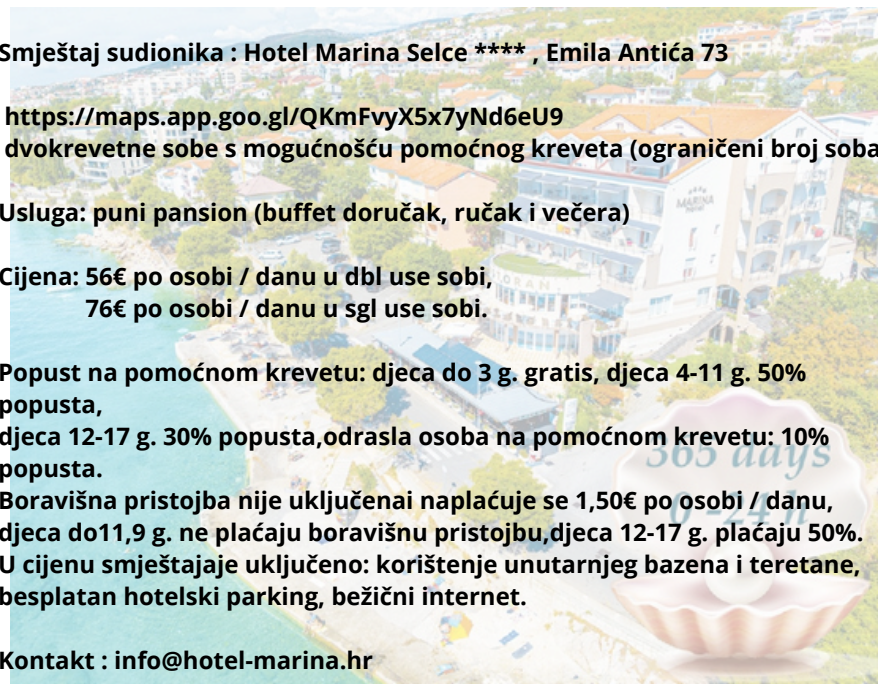 Smještaj sudionika : Hotel Marina Selce **** , Emila Antića 73
https://maps.app.goo.gl/QKmFvyX5x7yNd6eU9
dvokrevetne sobe s mogućnošću pomoćnog kreveta (ograničeni broj soba
Usluga: puni pansion (buffet doručak, ručak i večera)
MARINA
Cijena: 56€ po osobi / danu u dbl use sobi,
76€ po osobi / danu u sgl use sobi.
Popust na pomoćnom krevetu: djeca do 3 g. gratis, djeca 4-11 g. 50%
popusta,
djeca 12-17 g. 30% popusta,odrasla osoba na pomoćnom krevetu: 10%
popusta.
365 days
Boravišna pristojba nije uključenai naplaćuje se 1,50€ po osobi / danu,
0 -24 h
djeca do11,9 g. ne plaćaju boravišnu pristojbu,djeca 12-17 g. plaćaju 50%.
U cijenu smještajaje uključeno: korištenje unutarnjeg bazena i teretane,
besplatan hotelski parking, bežični internet.
Kontakt : info@hotel-marina.hr